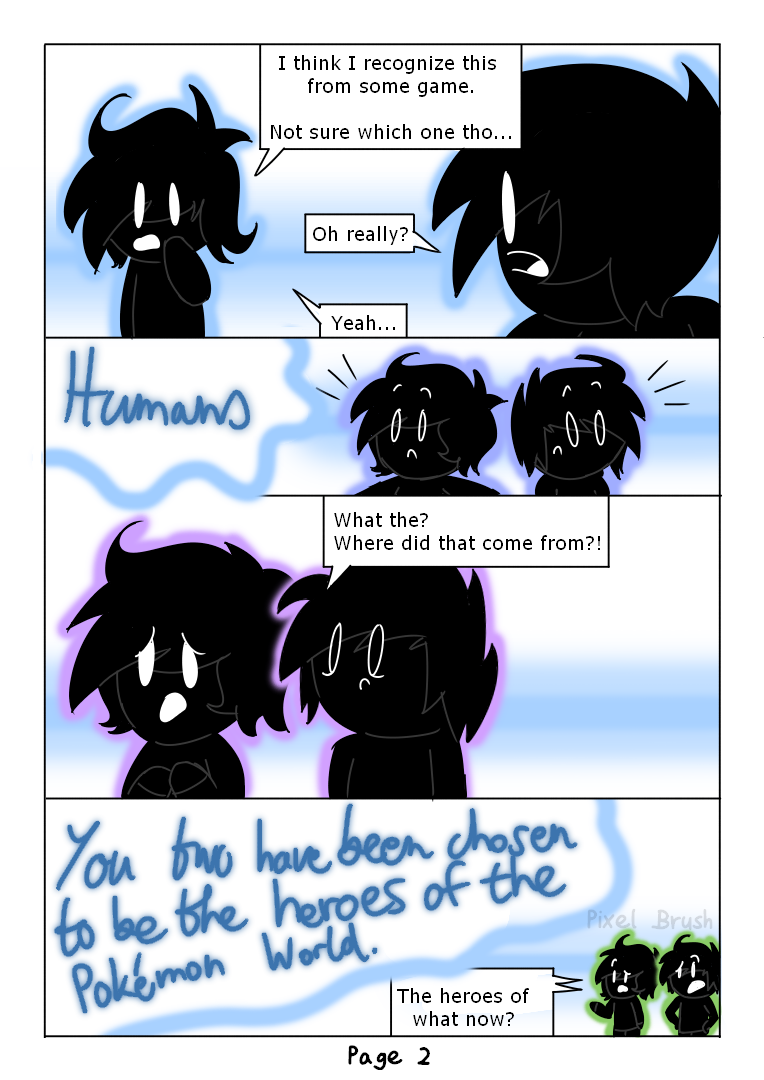 I think I recognize this
from some game.
Not sure which one tho...
Oh really?
Yeah...
Humans
What the?
Where did that come from?!
You two have been chosen
to be the heroes of the
Pokémon World.
Pixel Brush
The heroes of
what now?
Page 2